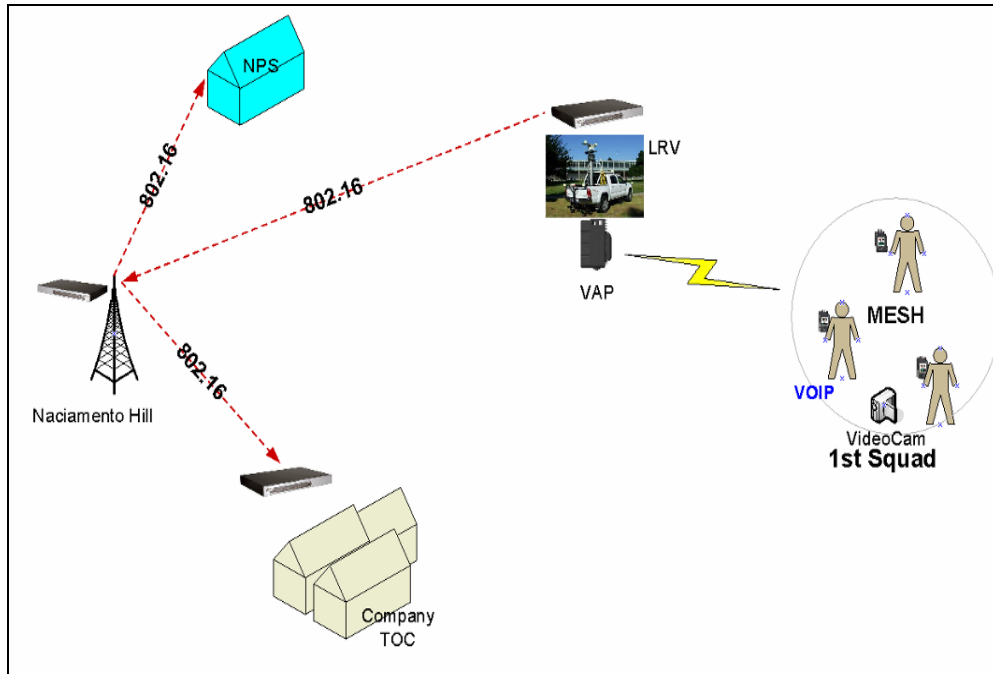 NPS
802.16
LRV
802.16
VAP
MESH
802.16
VOIP
Naciamento Hill
VideoCam
1st Squad
Company
TOC